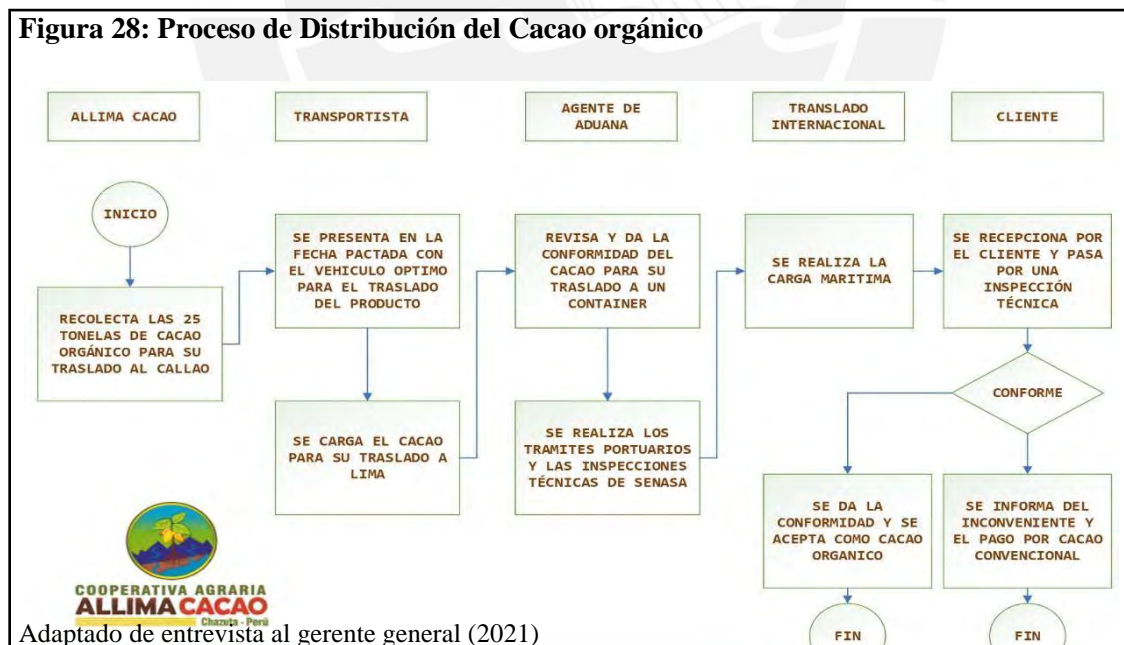 Figura 28: Proceso de Distribución del Cacao orgánico
ALLIMA CACAO
TRANSPORTISTA
AGENTE DE
ADUANA
TRANSLADO
INTERNACIONAL
CLIENTE
INICIO
RECOLECTA LAS 25
TONELAS DE CACAO
ORGÁNICO PARA SU
TRASLADO AL CALLAO
SE PRESENTA EN LA
FECHA PACTADA CON
EL VEHICULO OPTIMO
PARA EL TRASLADO
DEL PRODUCTO
SE CARGA EL CACAO
PARA SU TRASLADO A
LIMA
REVISA Y DA LA
CONFORMIDAD DEL
CACAO PARA SU
TRASLADO A UN
CONTAINER
SE REALIZA LOS
TRAMITES PORTUARIOS
Y LAS INSPECCIONES
TÉCNICAS DE SENASA
SE REALIZA LA
CARGA MARITIMA
SE RECEPCIONA POR
EL CLIENTE Y PASA
POR UNA
INSPECCIÓN
TÉCNICA
CONFORME
SE DA LA
CONFORMIDAD Y SE
ACEPTA COMO CACAO
ORGANICO
SE INFORMA DEL
INCONVENIENTE Y
EL PAGO POR CACAO
CONVENCIONAL
FIN
FIN
COOPERATIVA AGRARIA
ALLIMA CACAO
Chazuta - Perú
Adaptado de entrevista al gerente general (2021)